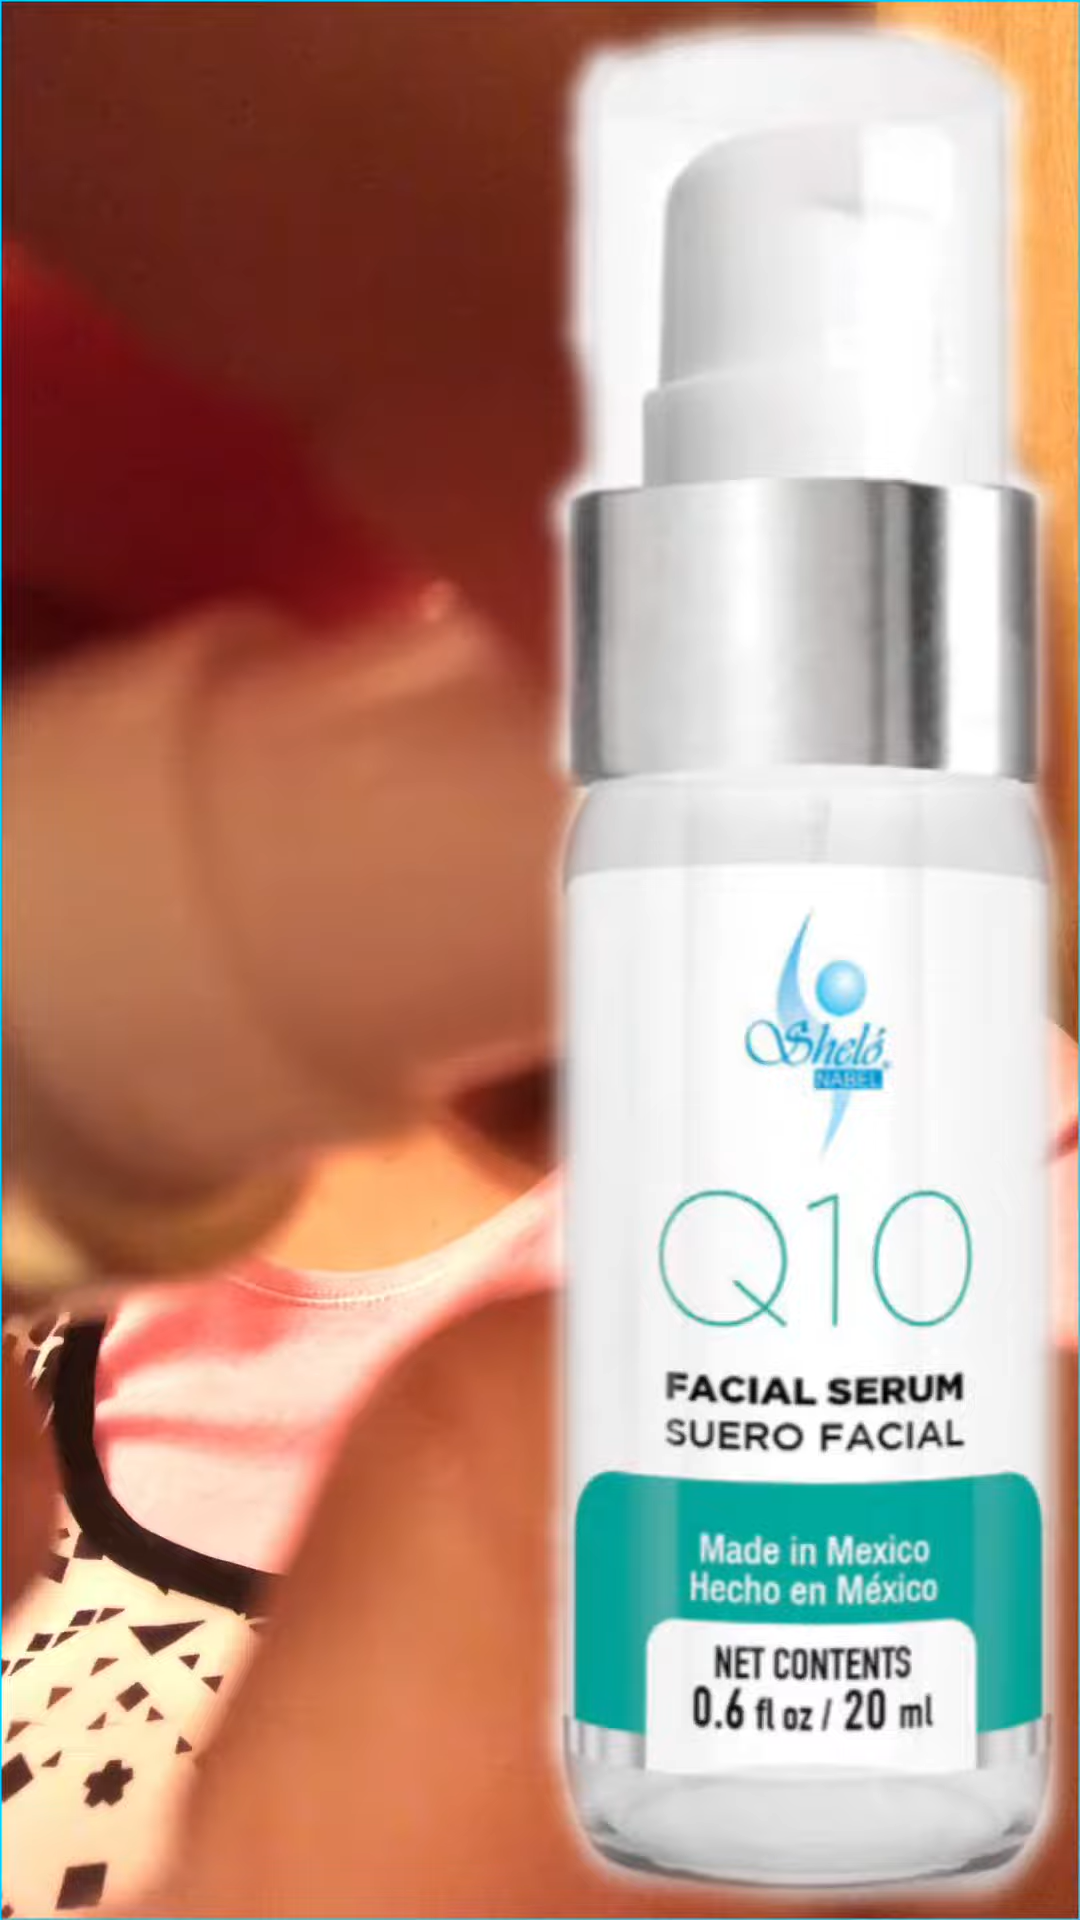 Sheló
NABEL
Q10
FACIAL SERUM
SUERO FACIAL
Made in Mexico
Hecho en México
NET CONTENTS
0.6 fl oz / 20 ml